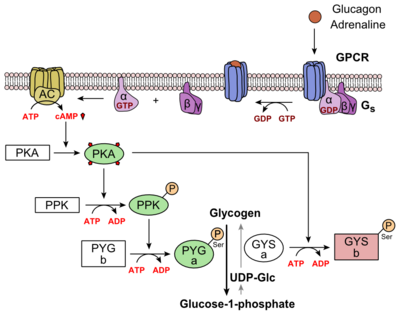 Glucagon
Adrenaline
GPCR
AC
α
GTP
+
β
γ
α
GDP
β
γ
Gs
ATP
cAMP
GDP GTP
PKA
PKA
PPK
ATP ADP
PPK
P
PYG
b
ATP ADP
PYG
a
P
Ser
Glycogen
GYS
a
UDP-Glc
Glucose-1-phosphate
ATP ADP
GYS
b
P
Ser